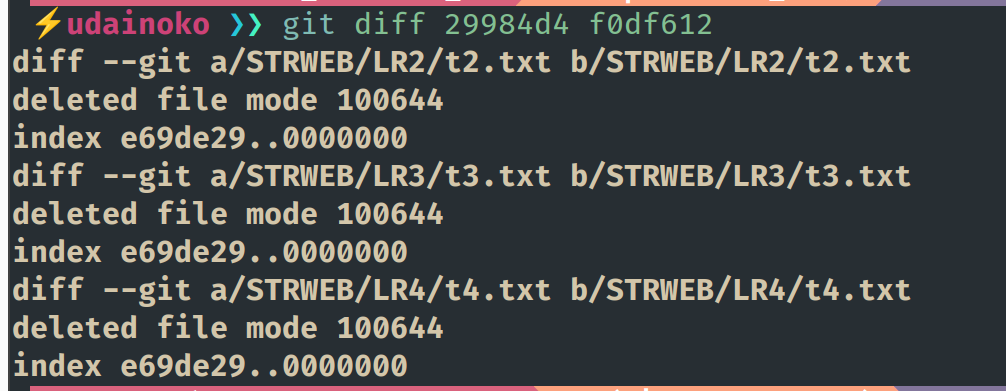 ⚡udainoko ❯❯ git diff 29984d4 f0df612
diff --git a/STRWEB/LR2/t2.txt b/STRWEB/LR2/t2.txt
deleted file mode 100644
index e69de29..0000000
diff --git a/STRWEB/LR3/t3.txt b/STRWEB/LR3/t3.txt
deleted file mode 100644
index e69de29..0000000
diff --git a/STRWEB/LR4/t4.txt b/STRWEB/LR4/t4.txt
deleted file mode 100644
index e69de29..0000000